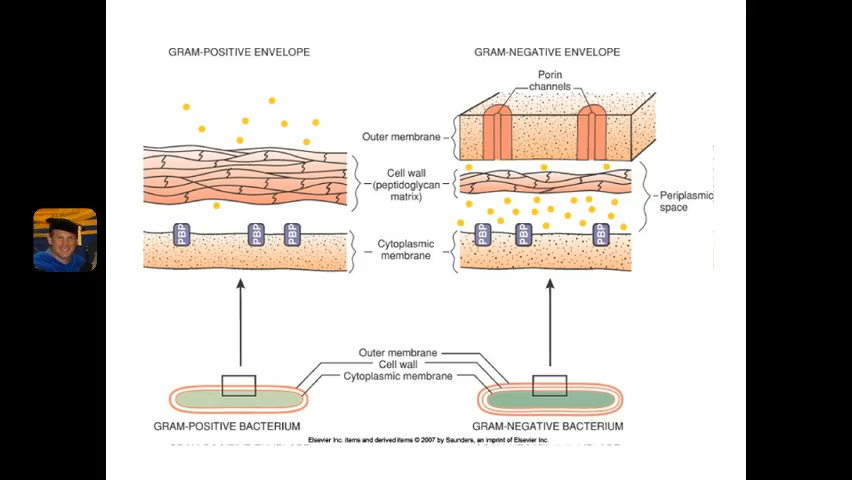 GRAM-POSITIVE ENVELOPE
GRAM-NEGATIVE ENVELOPE
Porin
channels
Outer membrane
Cell wall
(peptidoglycan
matrix)
Periplasmic
space
PBP
PBP
PBP
PBP
PBP
PBP
Cytoplasmic
membrane
Outer membrane
Cell wall
Cytoplasmic membrane
GRAM-POSITIVE BACTERIUM
GRAM-NEGATIVE BACTERIUM
Elsevier Inc. items and derived items © 2007 by Saunders, an imprint of Elsevier Inc.